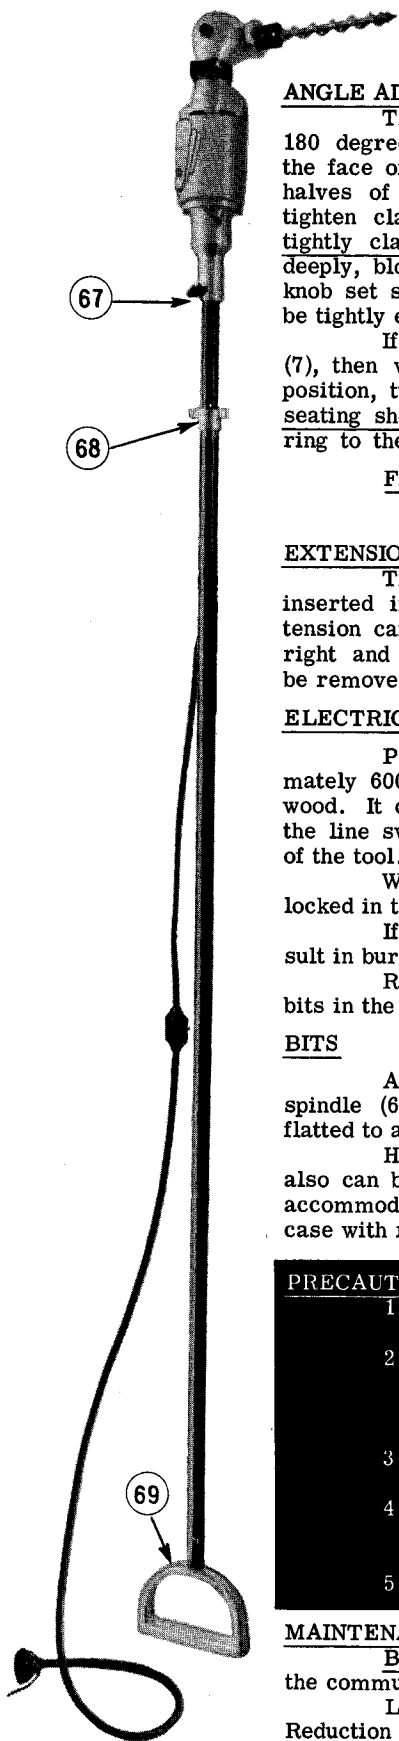 ANGLE AD
180 degre
the face o
halves of
tighten cla
tightly cla
67
deeply, blo
knob set s
be tightly e
If
(7), then v
position, t
68
seating sh
ring to the
EXTENSIO
inserted i
tension ca
right and
be remove
ELECTRIC
P
mately 600
wood. It
the line sv
of the tool.
W
locked in t
If
sult in bur
R
bits in the
BITS
A
spindle (6
flatted to a
H
also can b
accommod
case with
PRECAUT
1
2
3
69
4
5
MAINTENA
B
the commu
L
Reduction